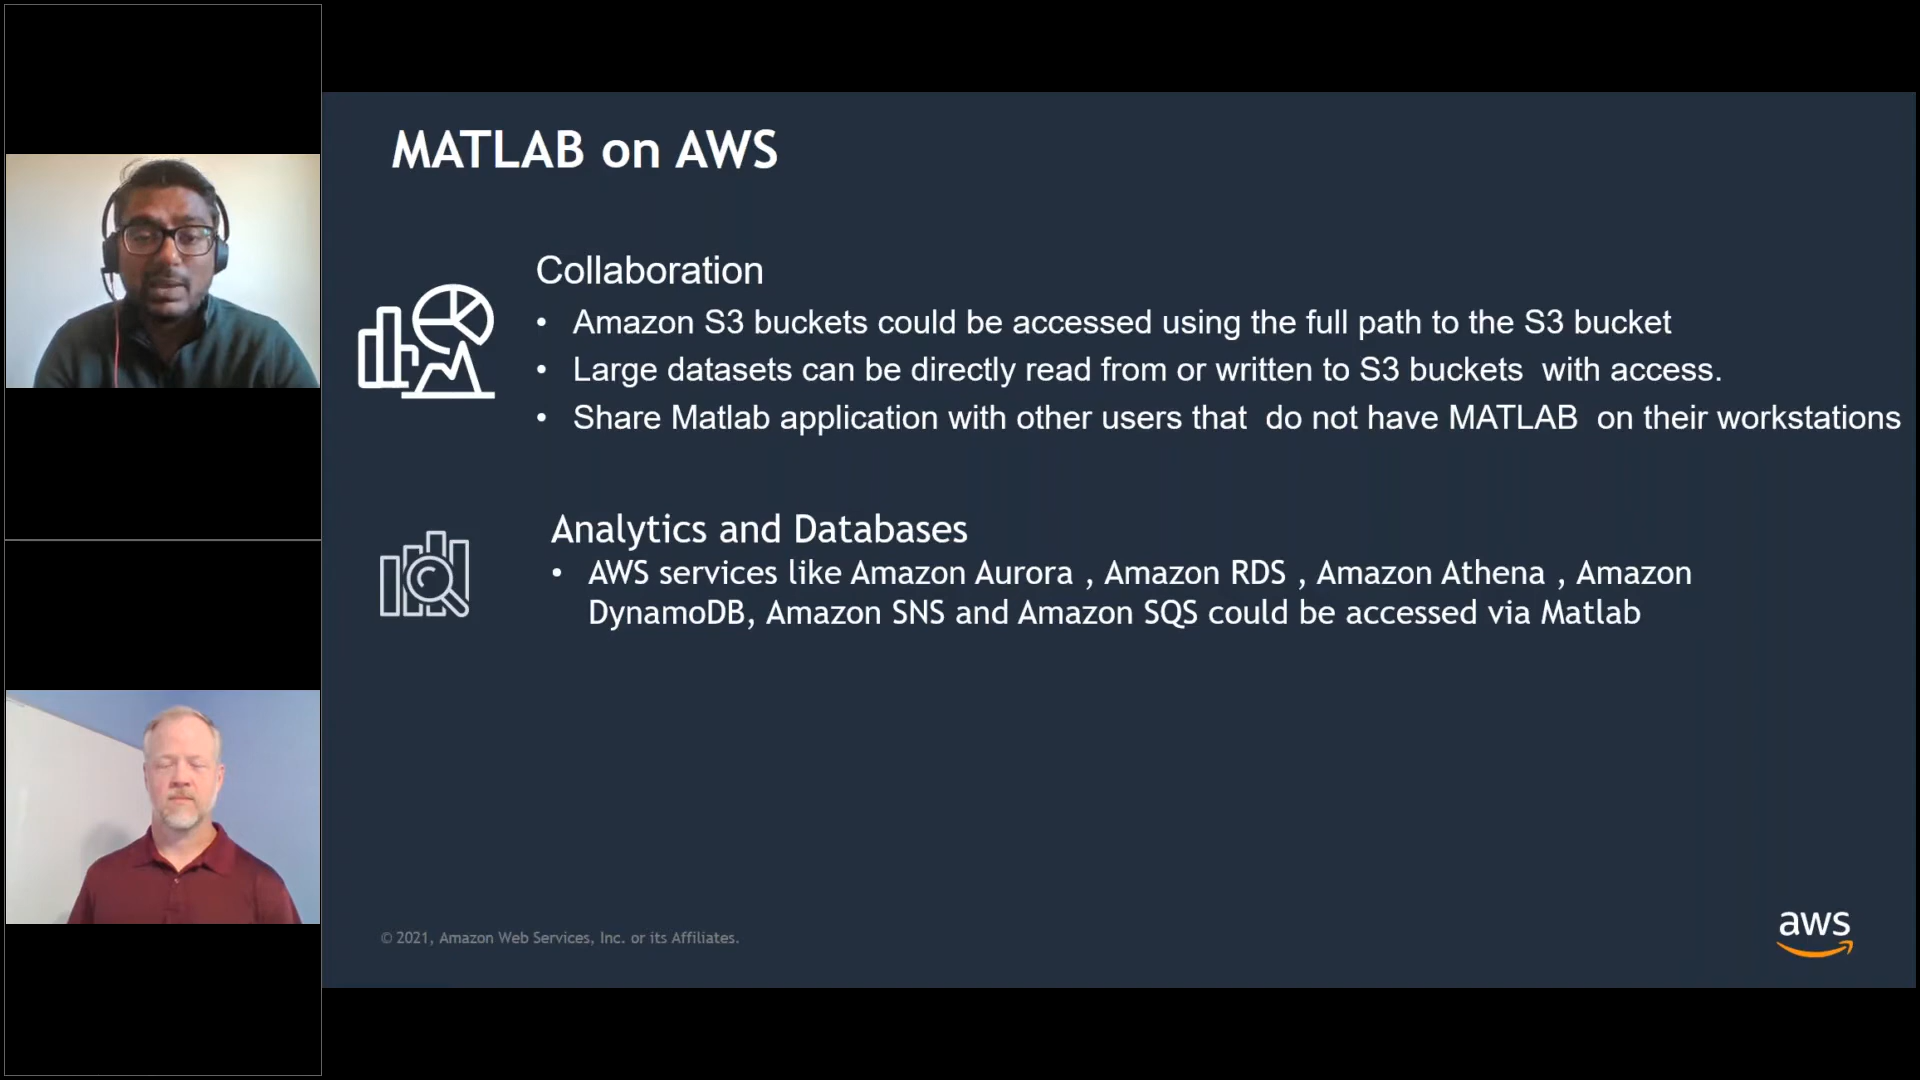 MATLAB on AWS
Collaboration
• Amazon S3 buckets could be accessed using the full path to the S3 bucket
• Large datasets can be directly read from or written to S3 buckets with access.
• Share Matlab application with other users that do not have MATLAB on their workstations
Analytics and Databases
• AWS services like Amazon Aurora , Amazon RDS , Amazon Athena , Amazon
DynamoDB, Amazon SNS and Amazon SQS could be accessed via Matlab
© 2021, Amazon Web Services, Inc. or its Affiliates.
aws